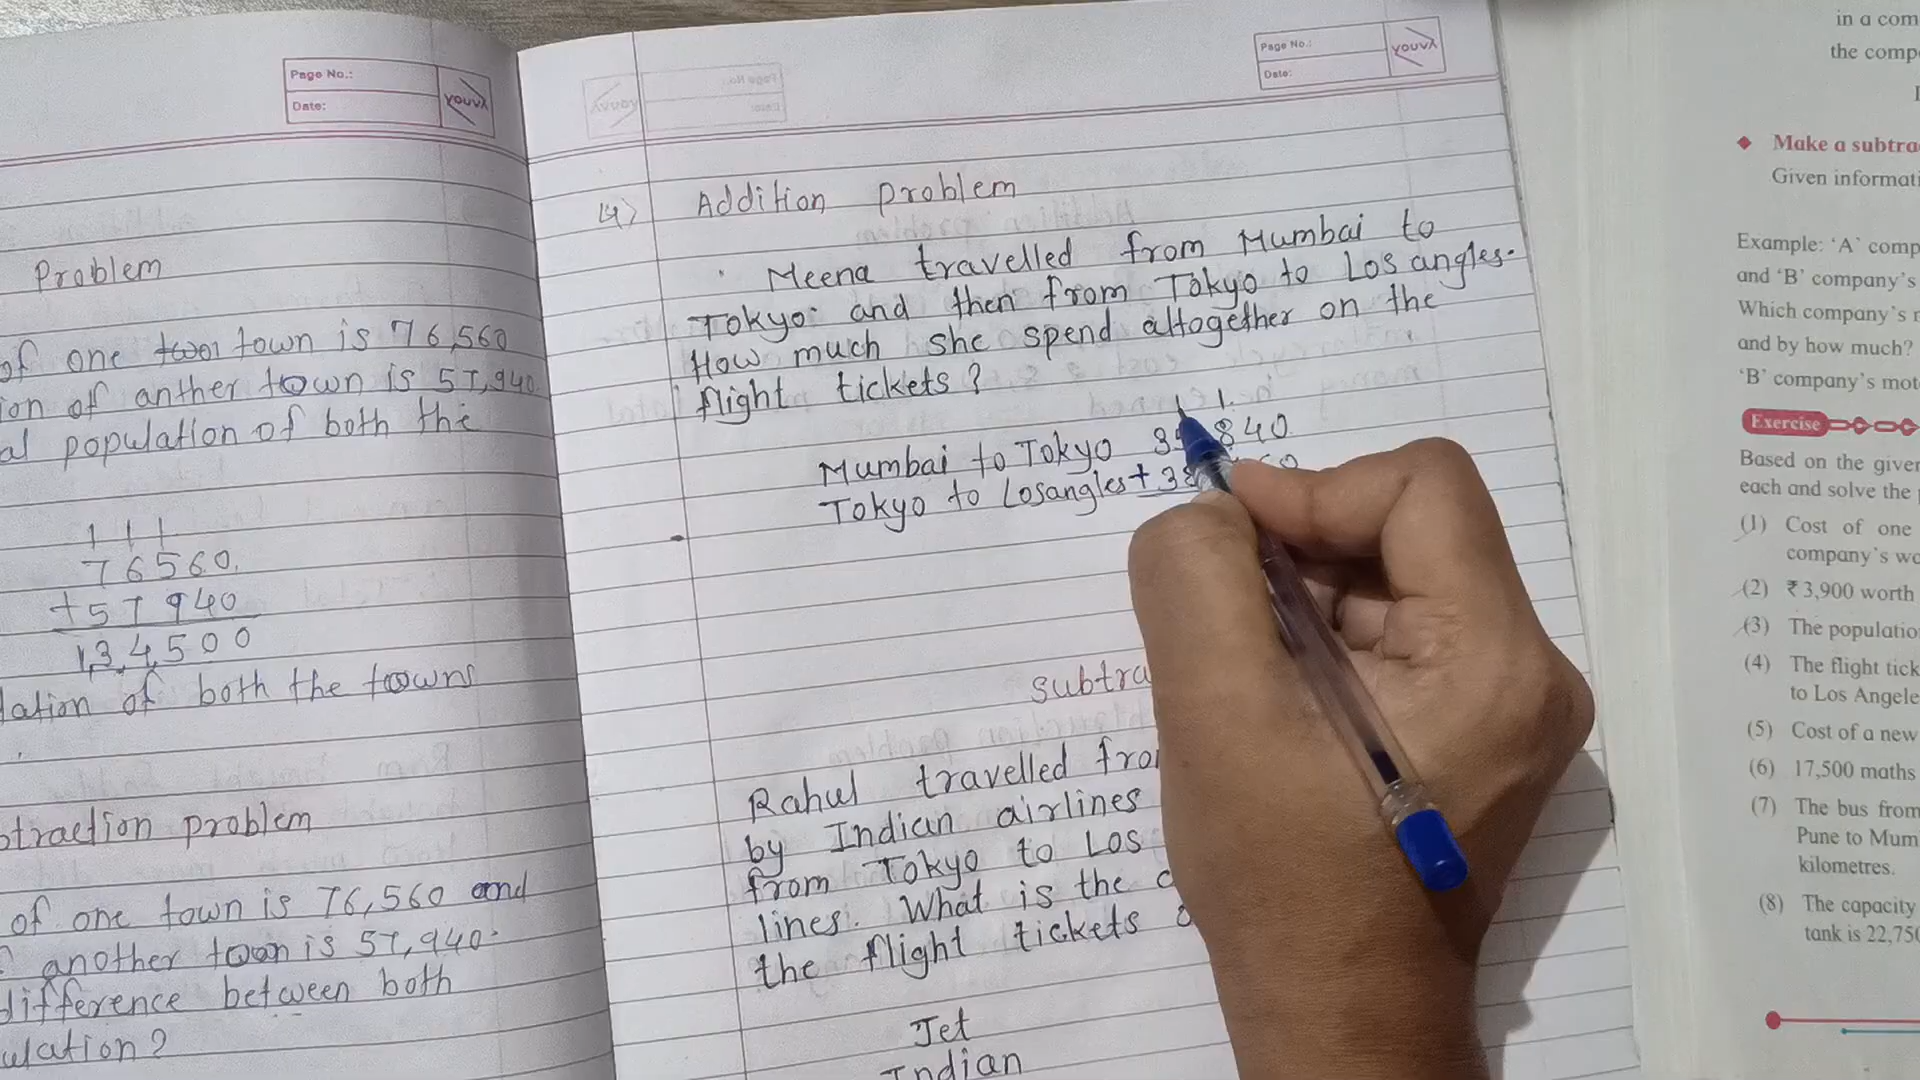 Page No.:
Date:
youva
Problem
of one town is 76,560
ion of anther town is 57,940
al population of both the
1 1 1
76560.
+57940
1,3,4,500
lation of both the towns
btraction problem
of one town is 76,560 and
another town is 57,940.
difference between both
ulation?
Page No.:
Date:
youva
4) Addition problem
Meena travelled from Mumbai to
Tokyo. and then from Tokyo to Los angles.
How much she spend altogether on the
flight tickets?
1 1
Mumbai to Tokyo 840
Tokyo to Losangles +
subtra
Rahul travelled fro
by Indian airlines
from Tokyo to Los
lines. What is the
the flight tickets
Jet
Indian
in a com
the comp
Make a subtra
Given informati
Example: 'A' comp
and 'B' company's
Which company's
and by how much?
'B' company's mot
Exercise
Based on the given
each and solve the
(1) Cost of one
company's wo
(2) ₹ 3,900 worth
(3) The populatio
(4) The flight tick
to Los Angele
(5) Cost of a new
(6) 17,500 maths
(7) The bus from
Pune to Mum
kilometres.
(8) The capacity
tank is 22,750